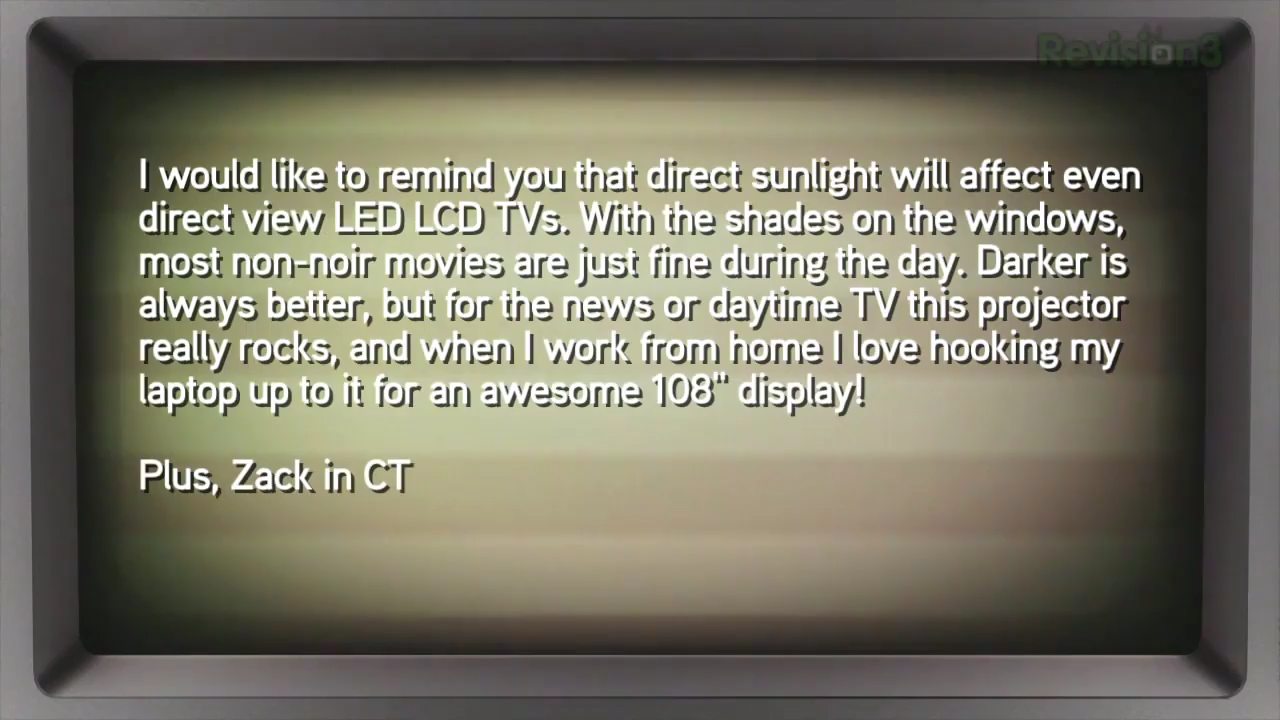 Revision3
I would like to remind you that direct sunlight will affect even
direct view LED LCD TVs. With the shades on the windows,
most non-noir movies are just fine during the day. Darker is
always better, but for the news or daytime TV this projector
really rocks, and when I work from home I love hooking my
laptop up to it for an awesome 108" display!
Plus, Zack in CT